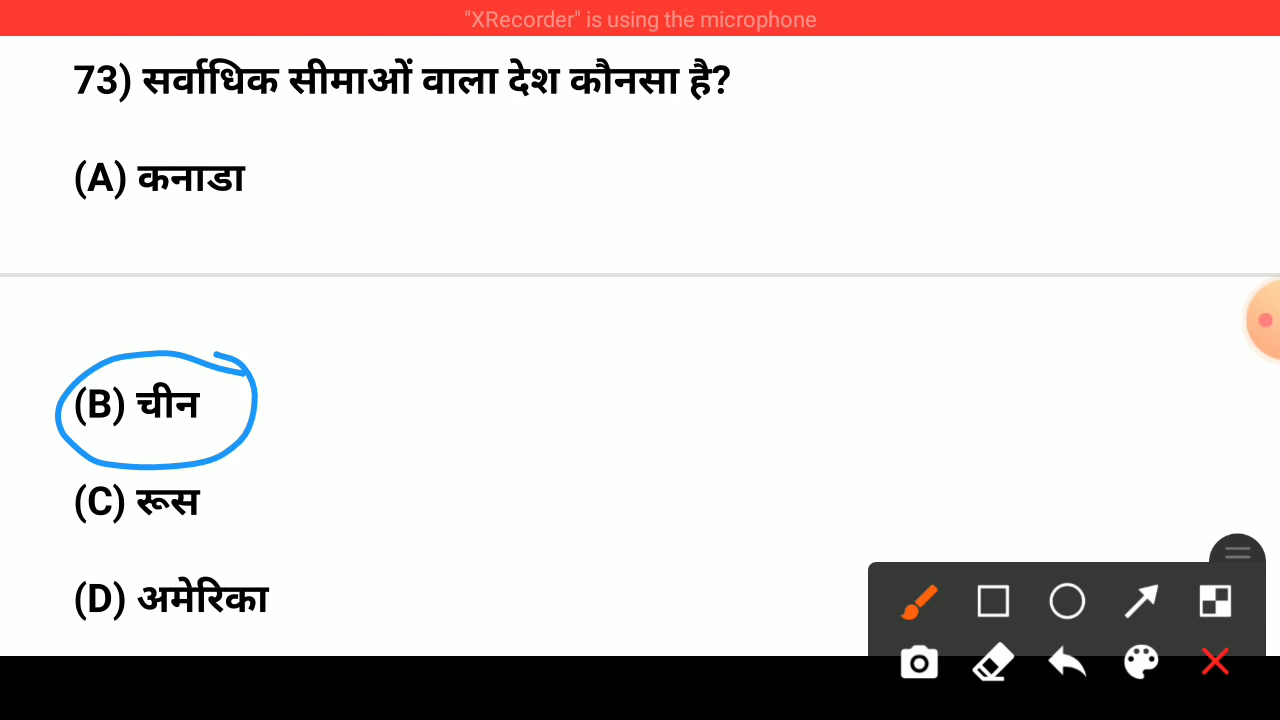 "XRecorder" is using the microphone
73) सर्वाधिक सीमाओं वाला देश कौनसा है?
(A) कनाडा
(B) चीन
(C) रूस
(D) अमेरिका